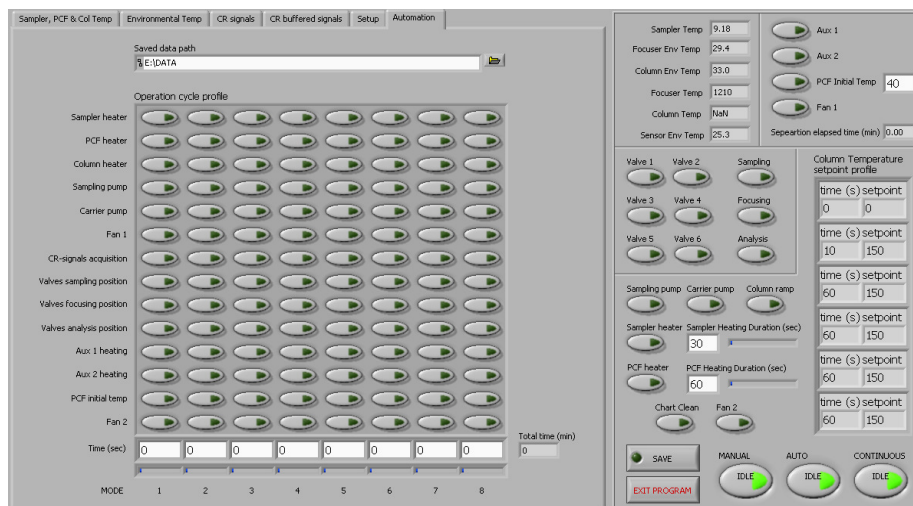 Sampler, PCF & Col Temp Environmental Temp CR signals CR buffered signals Setup Automation
Saved data path
E:\DATA
Operation cycle profile
Sampler heater
PCF heater
Column heater
Sampling pump
Carrier pump
Fan 1
CR-signals acquisition
Valves sampling position
Valves focusing position
Valves analysis position
Aux 1 heating
Aux 2 heating
PCF initial temp
Fan 2
Time (sec) 0 0 0 0 0 0 0 0
Total time (min)
0
MODE 1 2 3 4 5 6 7 8
Sampler Temp 9.18
Focuser Env Temp 29.4
Column Env Temp 33.0
Focuser Temp 1210
Column Temp NaN
Sensor Env Temp 25.3
Aux 1
Aux 2
PCF Initial Temp 40
Fan 1
Sepeartion elapsed time (min) 0.00
Valve 1 Valve 2 Sampling
Valve 3 Valve 4 Focusing
Valve 5 Valve 6 Analysis
Sampling pump Carrier pump Column ramp
Sampler heater Sampler Heating Duration (sec)
30
PCF heater PCF Heating Duration (sec)
60
Chart Clean Fan 2
Column Temperature
setpoint profile
time (s) setpoint
0 0
time (s) setpoint
10 150
time (s) setpoint
60 150
time (s) setpoint
60 150
time (s) setpoint
60 150
time (s) setpoint
60 150
SAVE
EXIT PROGRAM
MANUAL AUTO CONTINUOUS
IDLE IDLE IDLE